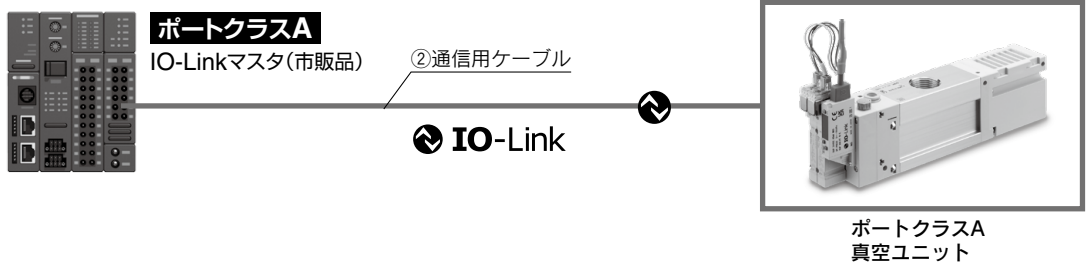 ポートクラスA
IO-Linkマスタ（市販品）
②通信用ケーブル
IO-Link
ポートクラスA
真空ユニット